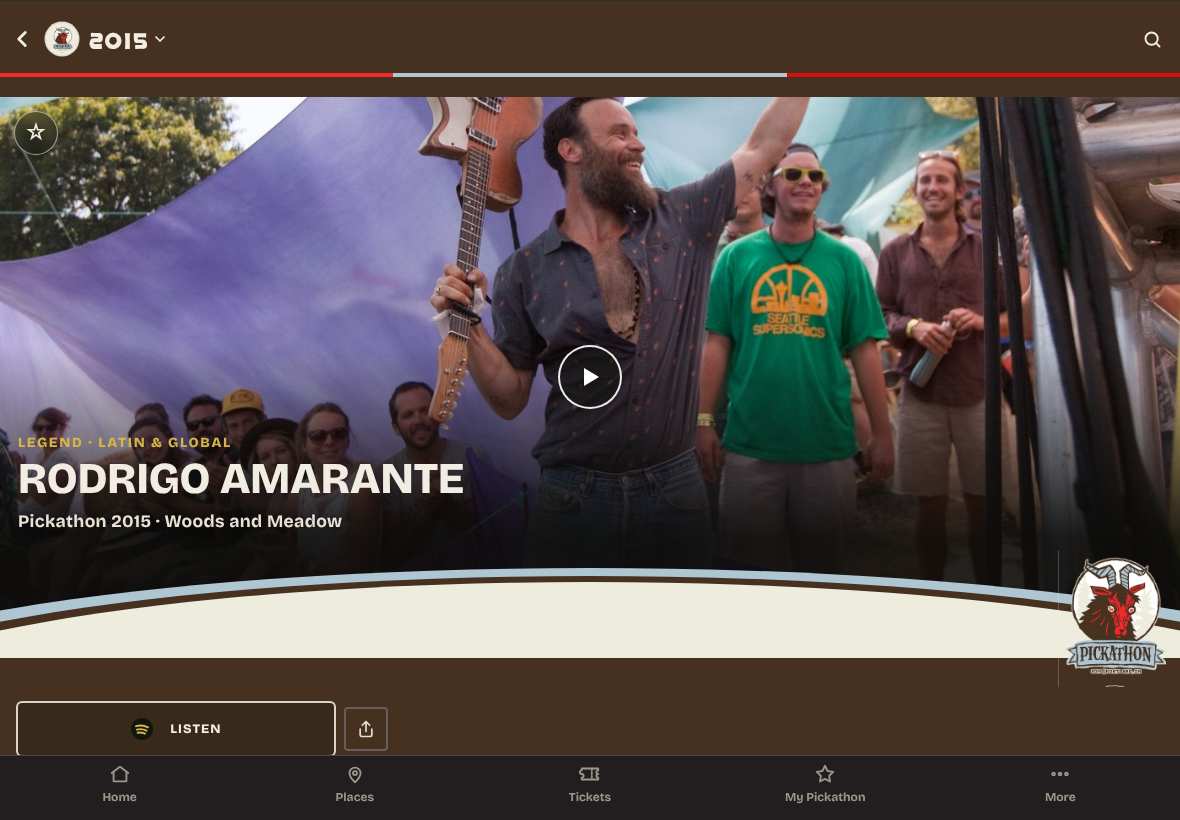 2015
SEATTLE
SUPERSONICS
LEGEND · LATIN & GLOBAL
RODRIGO AMARANTE
Pickathon 2015 · Woods and Meadow
PICKATHON
LISTEN
Home
Places
Tickets
My Pickathon
More